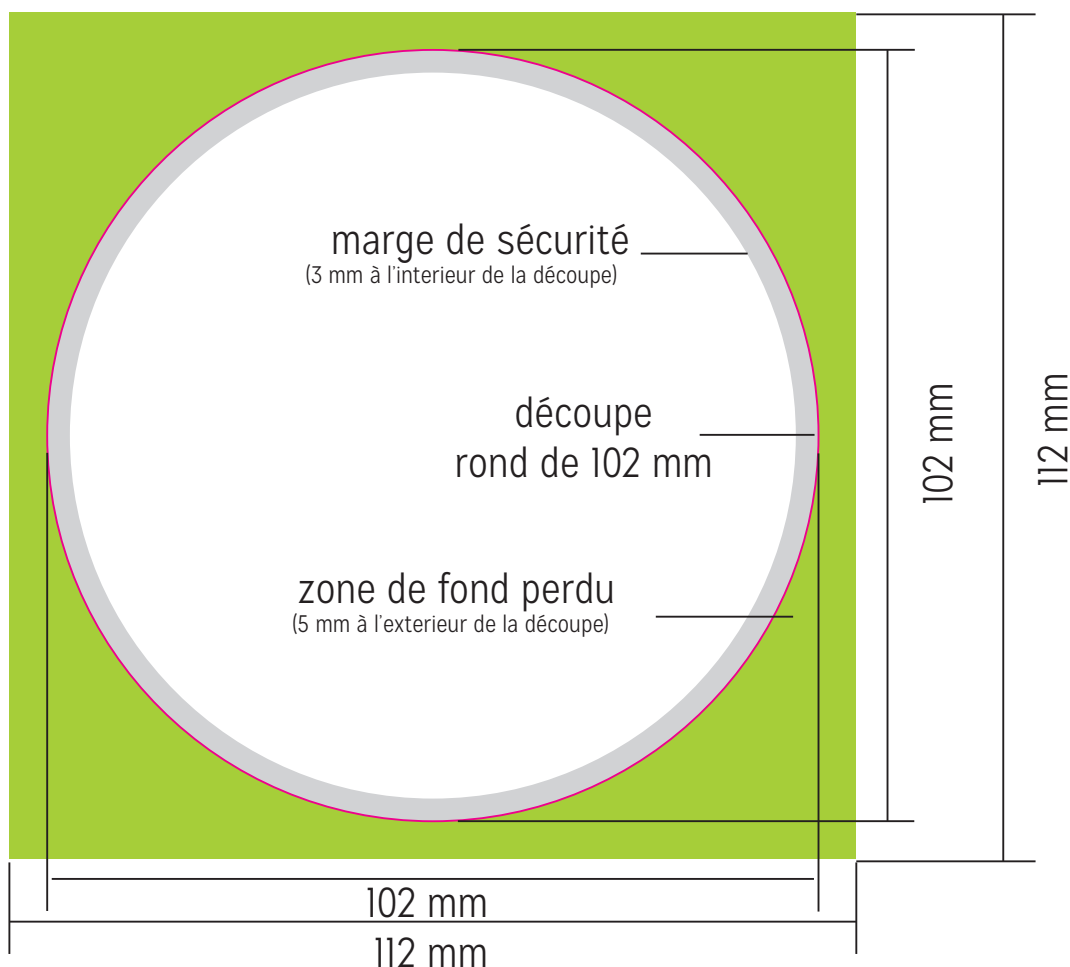 marge de sécurité
(3 mm à l'interieur de la découpe)
découpe
rond de 102 mm
zone de fond perdu
(5 mm à l'exterieur de la découpe)
102 mm
112 mm
102 mm
112 mm